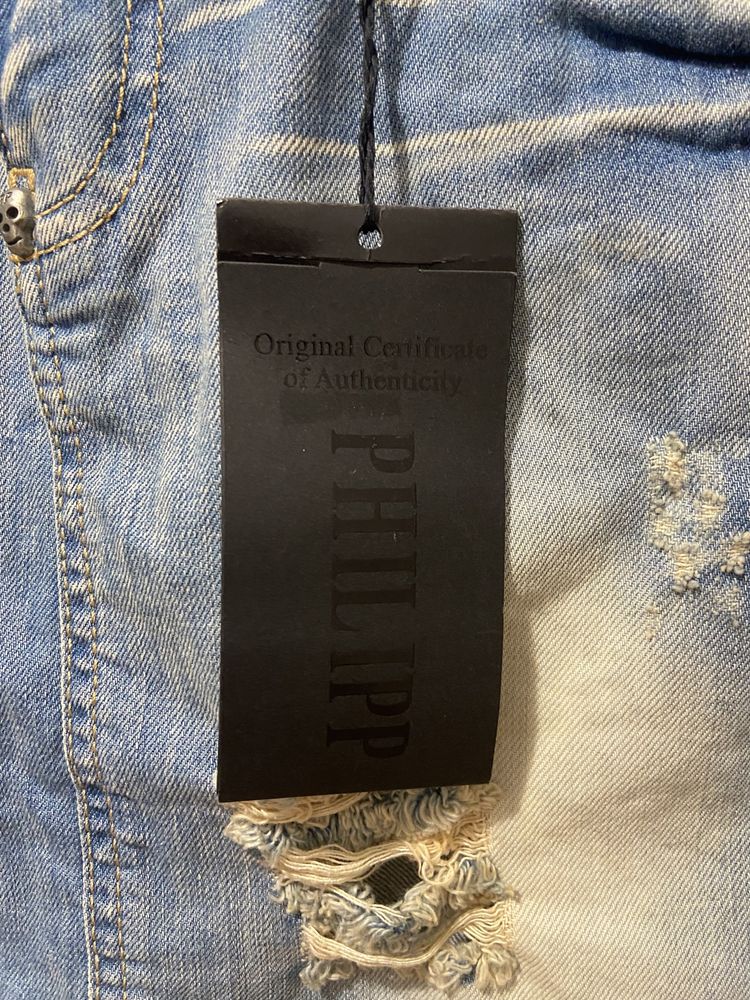 Original Certificate
of Authenticity
PHILIPP